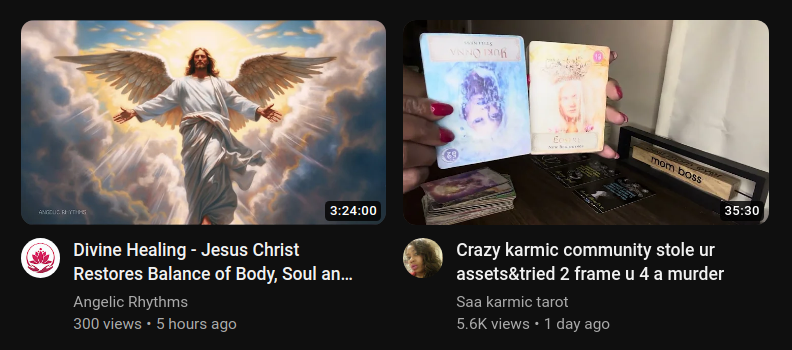 ANGELIC RHYTHMS
3:24:00
Divine Healing - Jesus Christ
Restores Balance of Body, Soul an...
Angelic Rhythms
300 views • 5 hours ago
mom boss
35:30
Crazy karmic community stole ur
assets&tried 2 frame u 4 a murder
Saa karmic tarot
5.6K views • 1 day ago